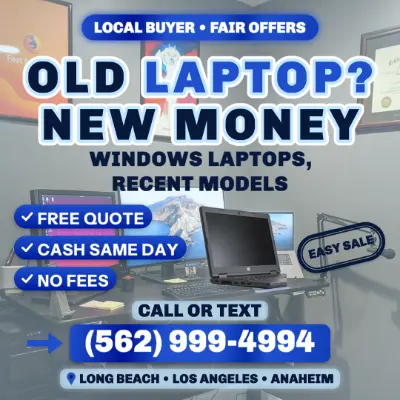 LOCAL BUYER • FAIR OFFERS
OLD LAPTOP?
NEW MONEY
WINDOWS LAPTOPS,
RECENT MODELS
FREE QUOTE
CASH SAME DAY
NO FEES
EASY SALE
CALL OR TEXT
(562) 999-4994
LONG BEACH • LOS ANGELES • ANAHEIM